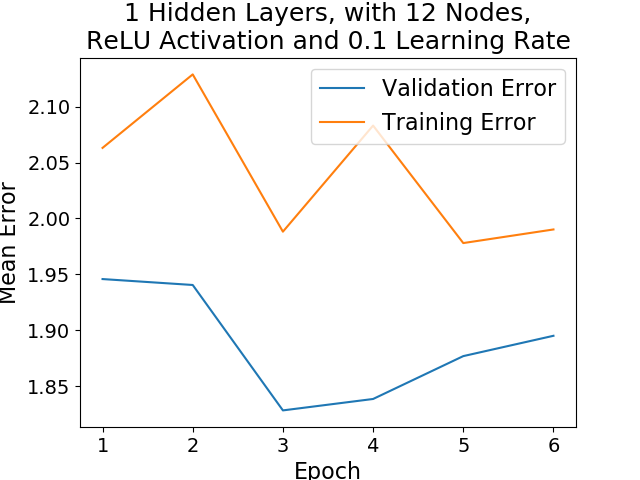 1 Hidden Layers, with 12 Nodes,
ReLU Activation and 0.1 Learning Rate
Validation Error
Training Error
Mean Error
2.10
2.05
2.00
1.95
1.90
1.85
1 2 3 4 5 6
Epoch